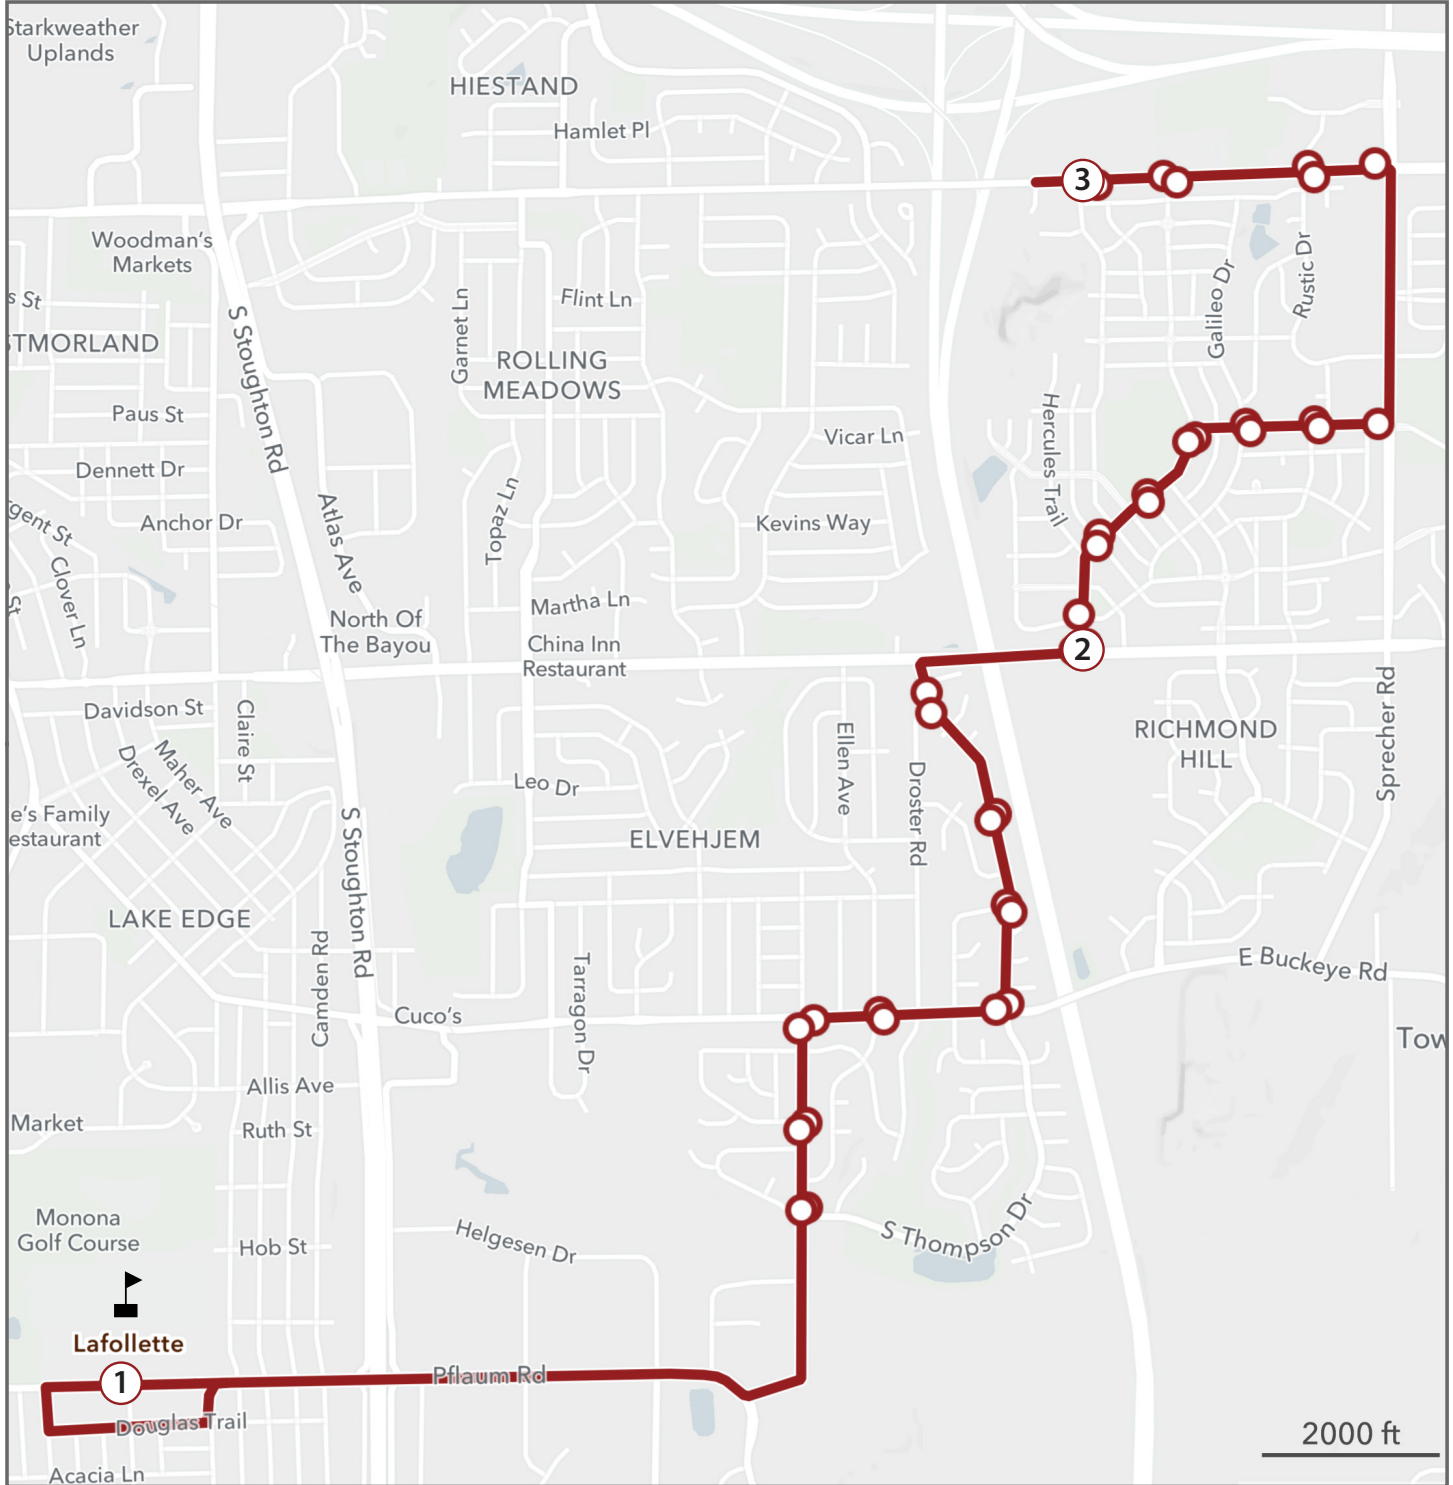 Starkweather
Uplands
HIESTAND
Hamlet Pl
3
Woodman's
Markets
s St
Flint Ln
Garnet Ln
Galileo Dr
Rustic Dr
S Stoughton Rd
STMORLAND
ROLLING
MEADOWS
Paus St
Hercules Trail
Vicar Ln
Dennett Dr
Topaz Ln
Atlas Ave
Anchor Dr
Kevins Way
rgent St
Clover Ln
St
Martha Ln
North Of
The Bayou
China Inn
Restaurant
2
Davidson St
Claire St
Maher Ave
Drexel Ave
Ellen Ave
Droster Rd
RICHMOND
HILL
Sprecher Rd
Leo Dr
e's Family
estaurant
S Stoughton Rd
ELVEHJEM
LAKE EDGE
Camden Rd
Tarragon Dr
E Buckeye Rd
Cuco's
Tow
Allis Ave
Market
Ruth St
Monona
Golf Course
Hob St
Helgesen Dr
S Thompson Dr
Lafollette
1
Pflaum Rd
Douglas Trail
Acacia Ln
2000 ft